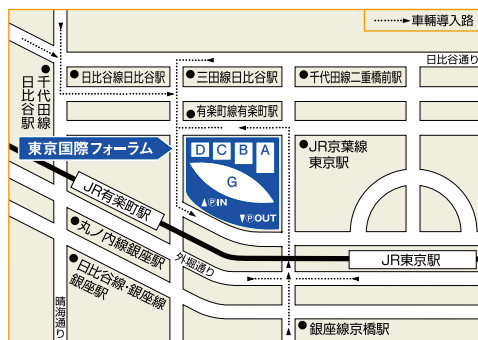 車輛導入路
日比谷通り
千代田線
日比谷駅
日比谷線日比谷駅
三田線日比谷駅
千代田線二重橋前駅
有楽町線有楽町駅
東京国際フォーラム
D C B A
G
PIN
POUT
JR京葉線
東京駅
JR有楽町駅
丸ノ内線銀座駅
外堀通り
JR東京駅
日比谷線・銀座線
銀座駅
晴海通り
銀座線京橋駅